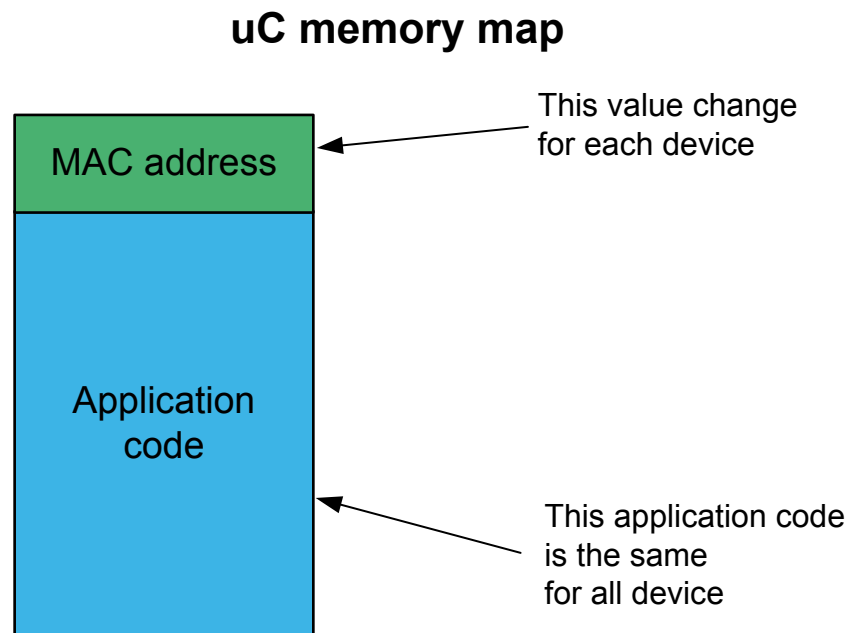 uC memory map
This value change
for each device
MAC address
Application
code
This application code
is the same
for all device